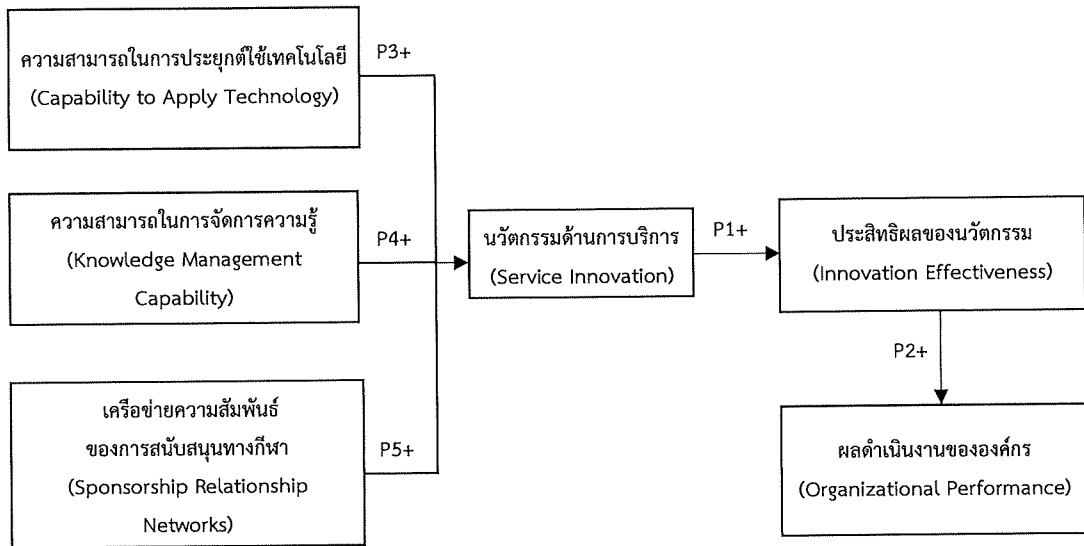 ความสามารถในการประยุกต์ใช้เทคโนโลยี
(Capability to Apply Technology)
P3+
ความสามารถในการจัดการความรู้
(Knowledge Management
Capability)
P4+
เครือข่ายความสัมพันธ์
ของการสนับสนุนทางกีฬา
(Sponsorship Relationship
Networks)
P5+
นวัตกรรมด้านการบริการ
(Service Innovation)
P1+
ประสิทธิผลของนวัตกรรม
(Innovation Effectiveness)
P2+
ผลดำเนินงานขององค์กร
(Organizational Performance)